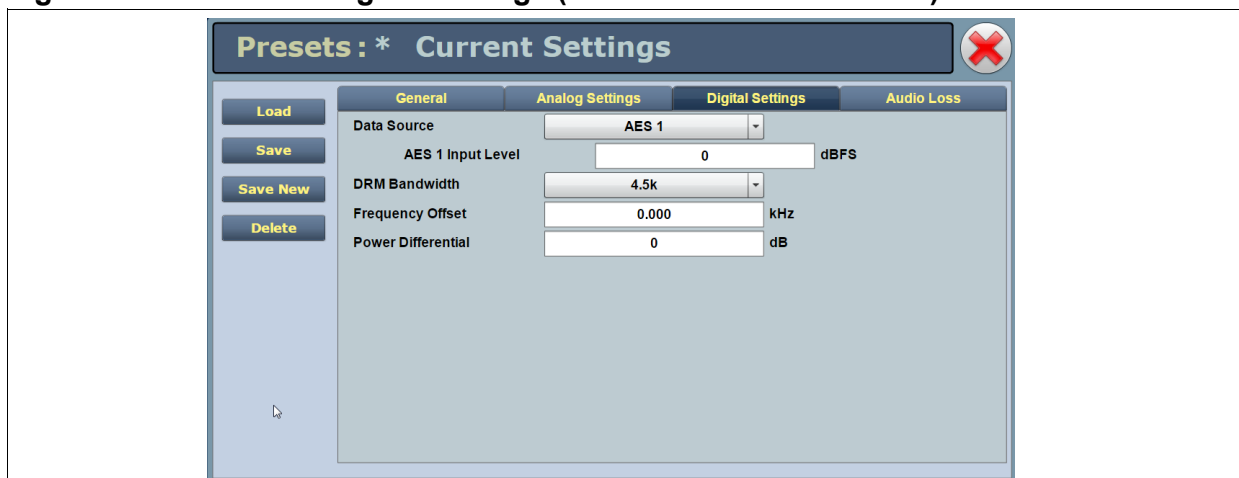 Presets:* Current Settings
Load
Save
Save New
Delete
General Analog Settings Digital Settings Audio Loss
Data Source AES 1
AES 1 Input Level 0 dBFS
DRM Bandwidth 4.5k
Frequency Offset 0.000 kHz
Power Differential 0 dB